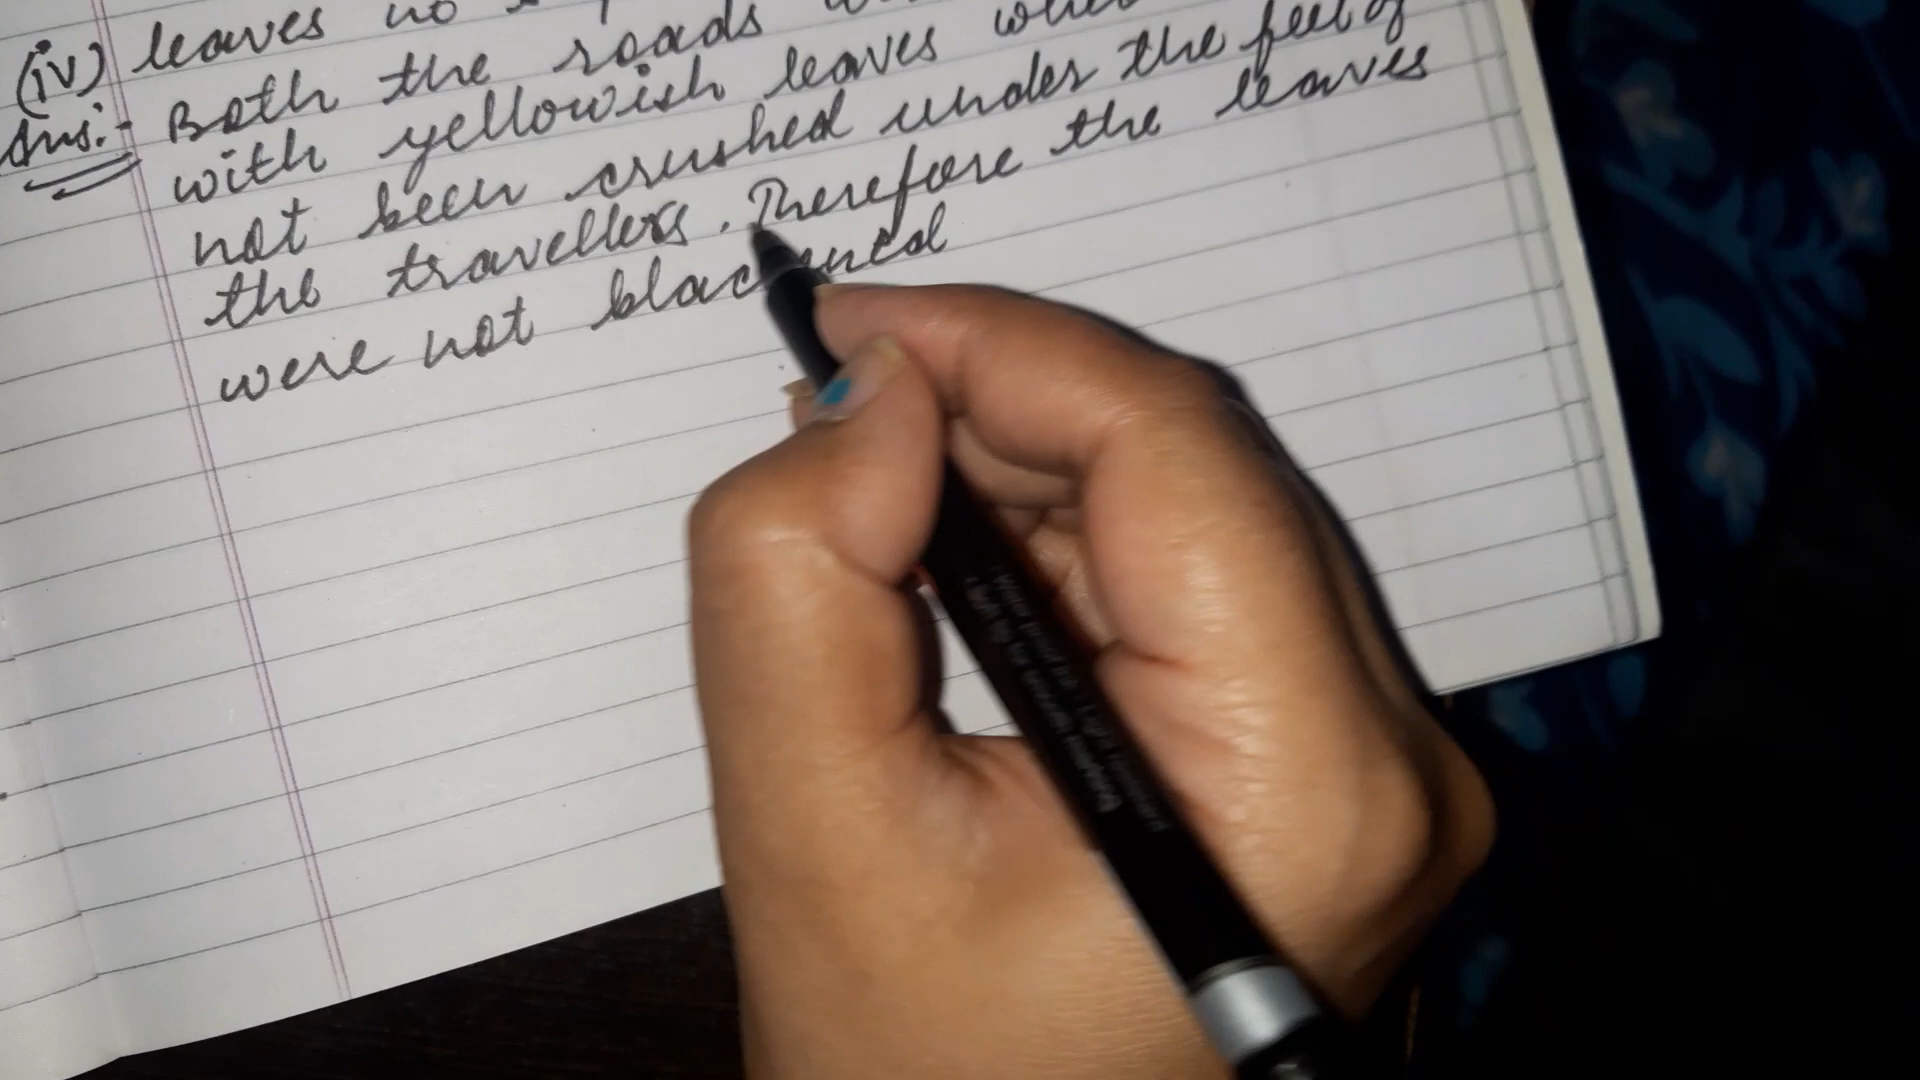 (iv) leaves no
Ans:- Both the roads
with yellowish leaves
not been crushed under the feet of
the travellers. Therefore the leaves
were not blackened